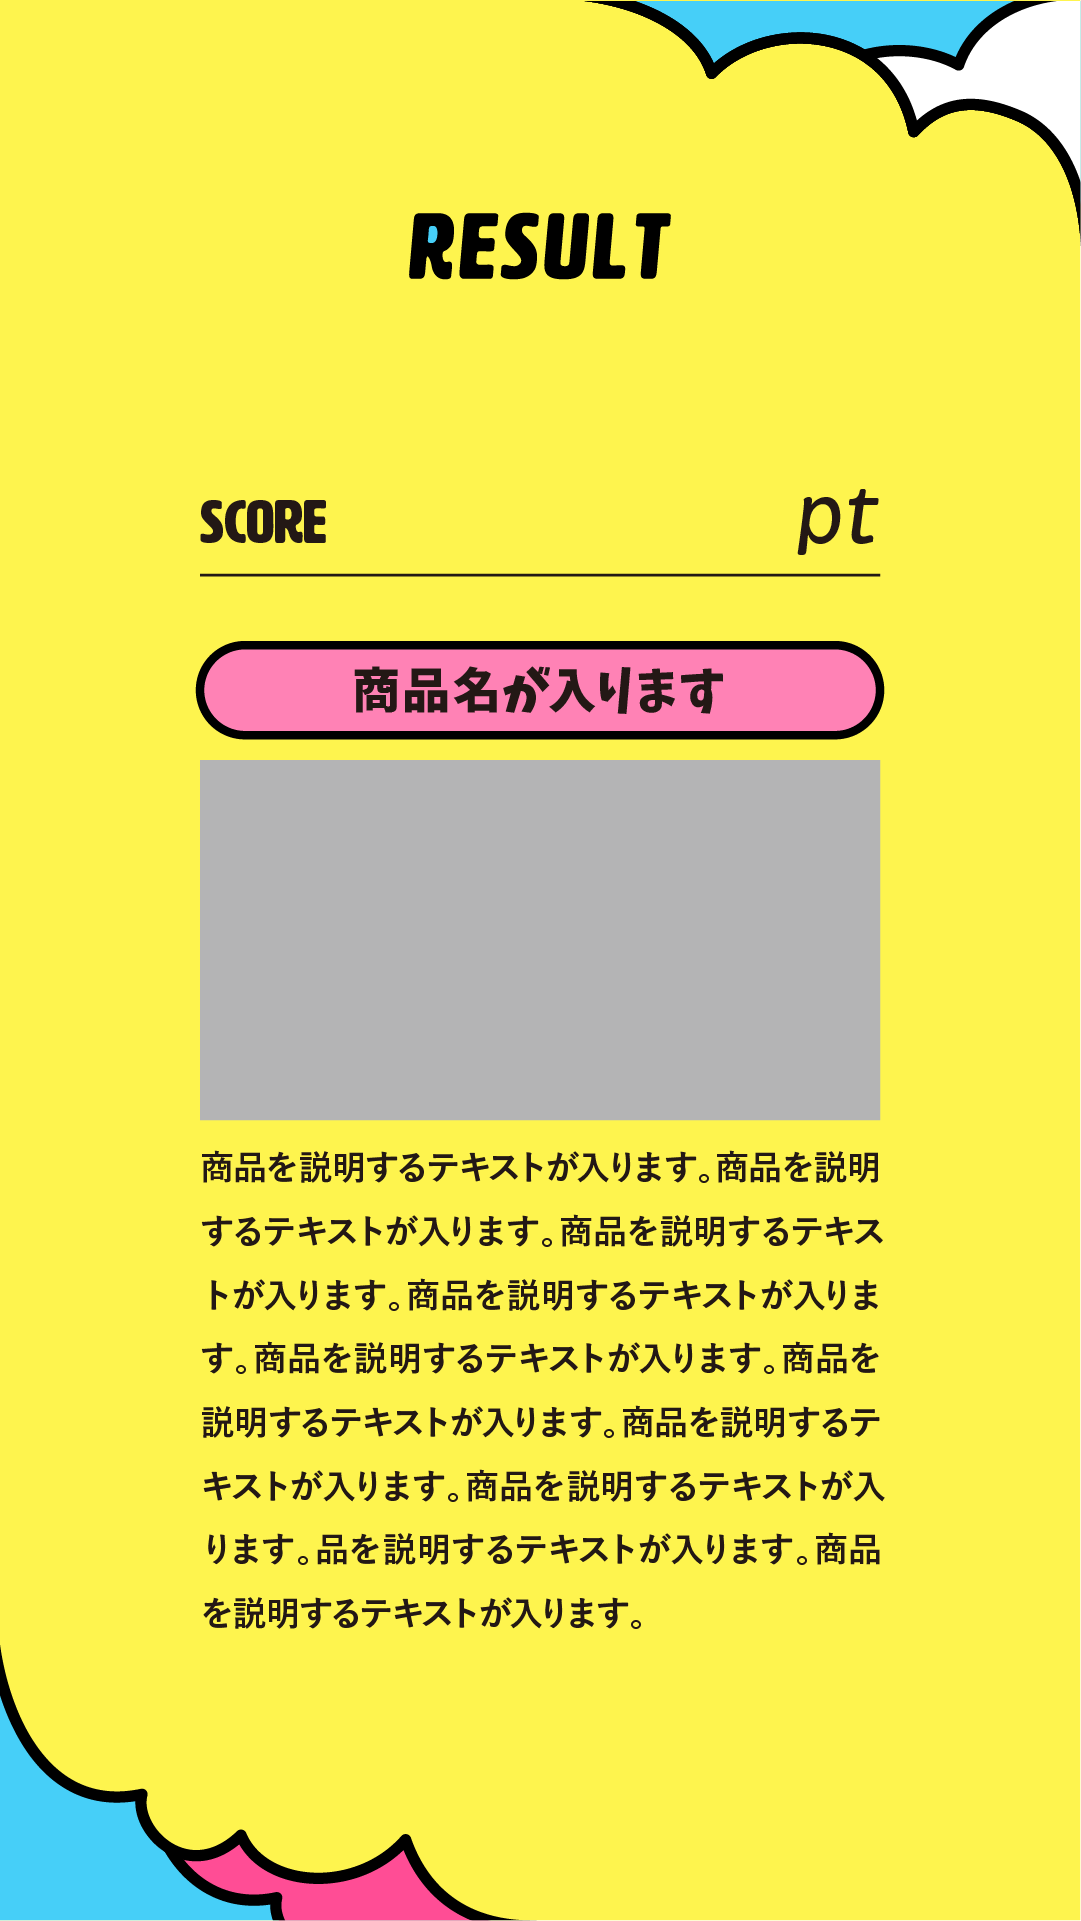 RESULT
SCORE pt
商品名が入ります
商品を説明するテキストが入ります。商品を説明
するテキストが入ります。商品を説明するテキス
トが入ります。商品を説明するテキストが入りま
す。商品を説明するテキストが入ります。商品を
説明するテキストが入ります。商品を説明するテ
キストが入ります。商品を説明するテキストが入
ります。品を説明するテキストが入ります。商品
を説明するテキストが入ります。